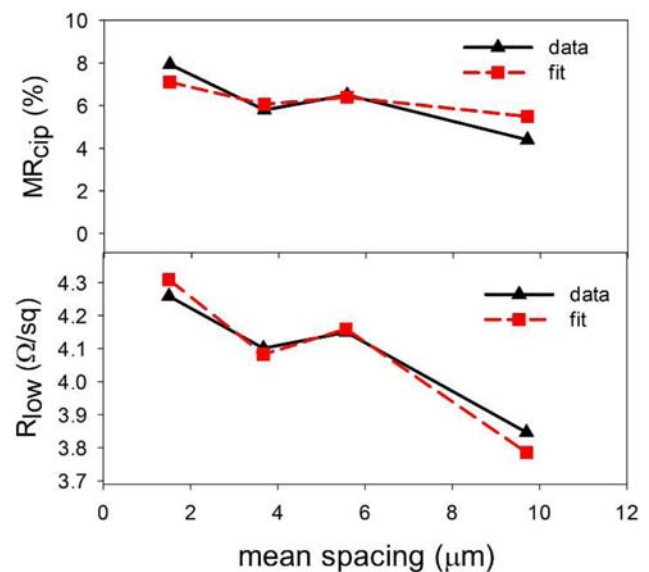 10
8
6
4
2
0
MRcip (%)
data
fit
4.3
4.2
4.1
4.0
3.9
3.8
3.7
Rlow (Ω/sq)
data
fit
0 2 4 6 8 10 12
mean spacing (μm)